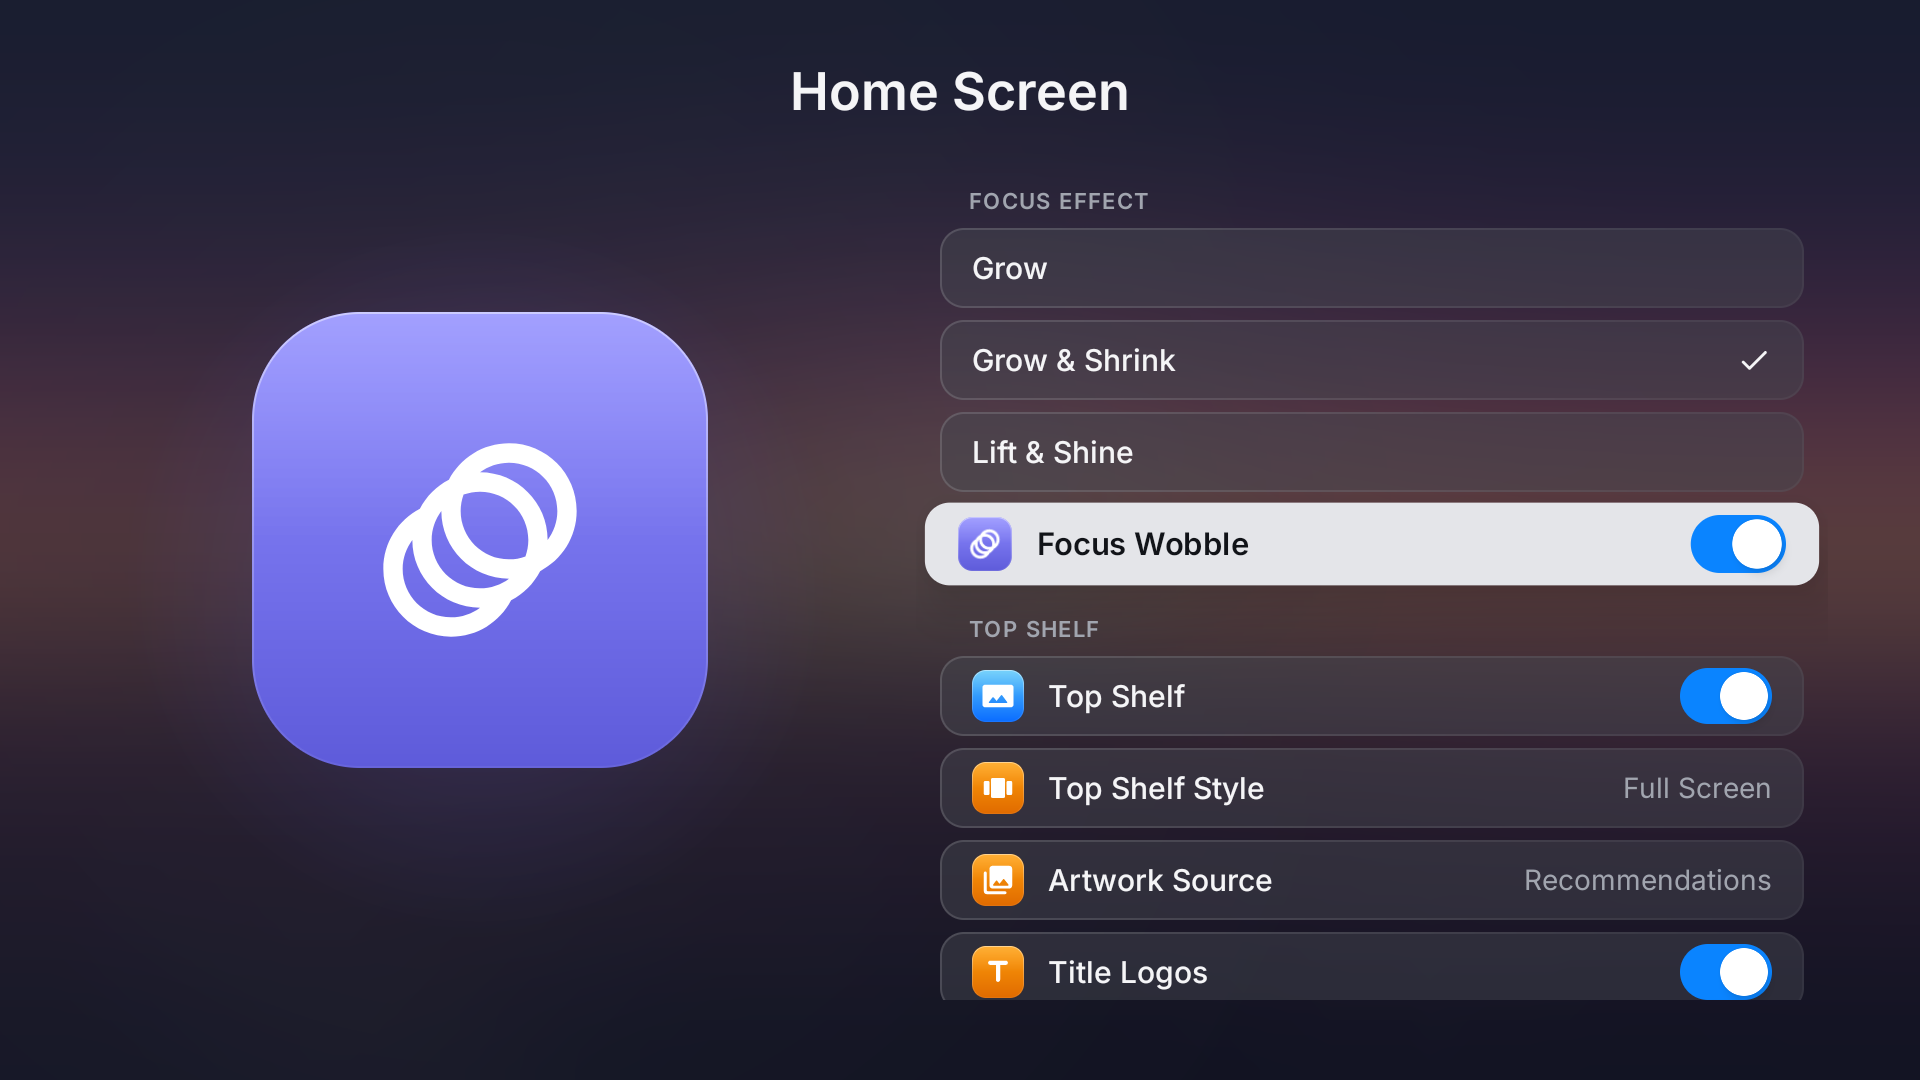 Home Screen
FOCUS EFFECT
Grow
Grow & Shrink
Lift & Shine
Focus Wobble
TOP SHELF
Top Shelf
Top Shelf Style Full Screen
Artwork Source Recommendations
T Title Logos